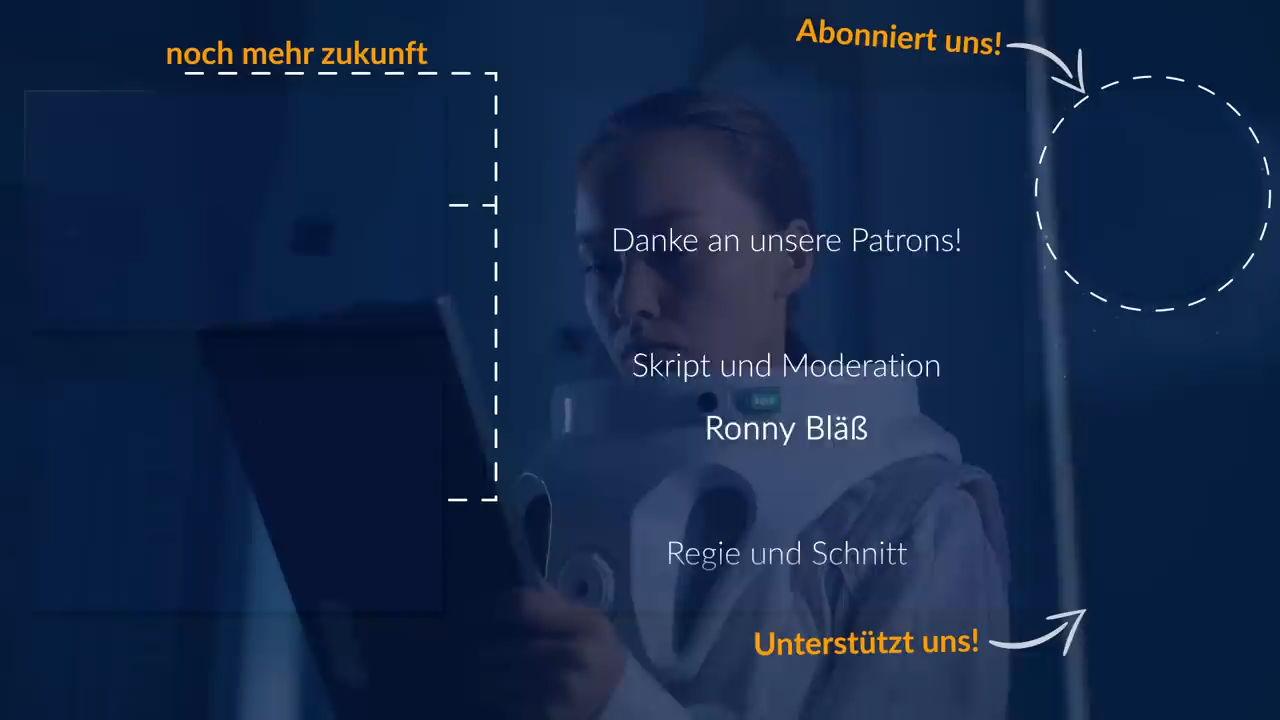 noch mehr zukunft
Abonniert uns!
Danke an unsere Patrons!
Skript und Moderation
Ronny Bläß
Regie und Schnitt
Unterstützt uns!